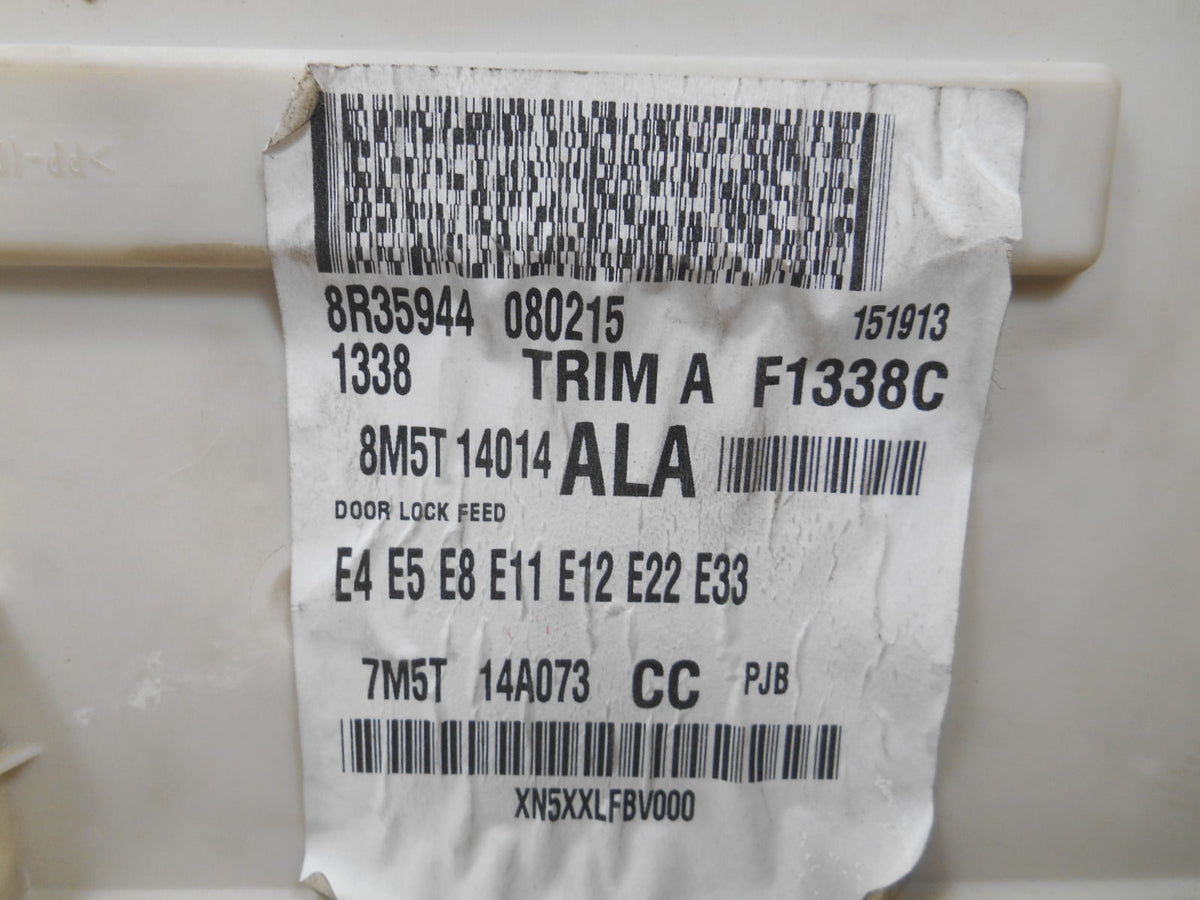 8R35944 080215 151913
1338 TRIM A F1338C
8M5T 14014 ALA
DOOR LOCK FEED
E4 E5 E8 E11 E12 E22 E33
7M5T 14A073 CC PJB
XN5XXLFBV000